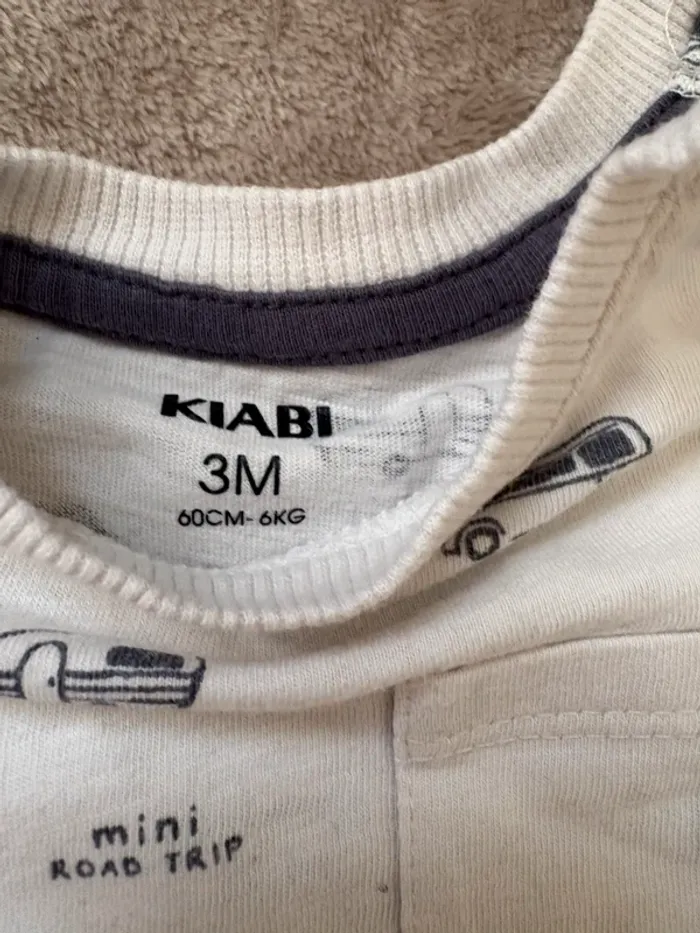 KIABI
3M
60CM- 6KG
mini
ROAD TRIP